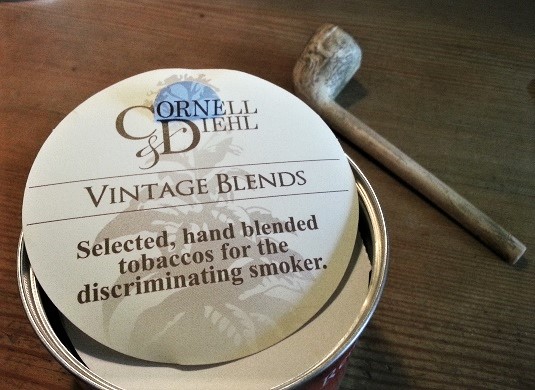 CORNELL
& DIEHL
VINTAGE BLENDS
Selected, hand blended
tobaccos for the
discriminating smoker.